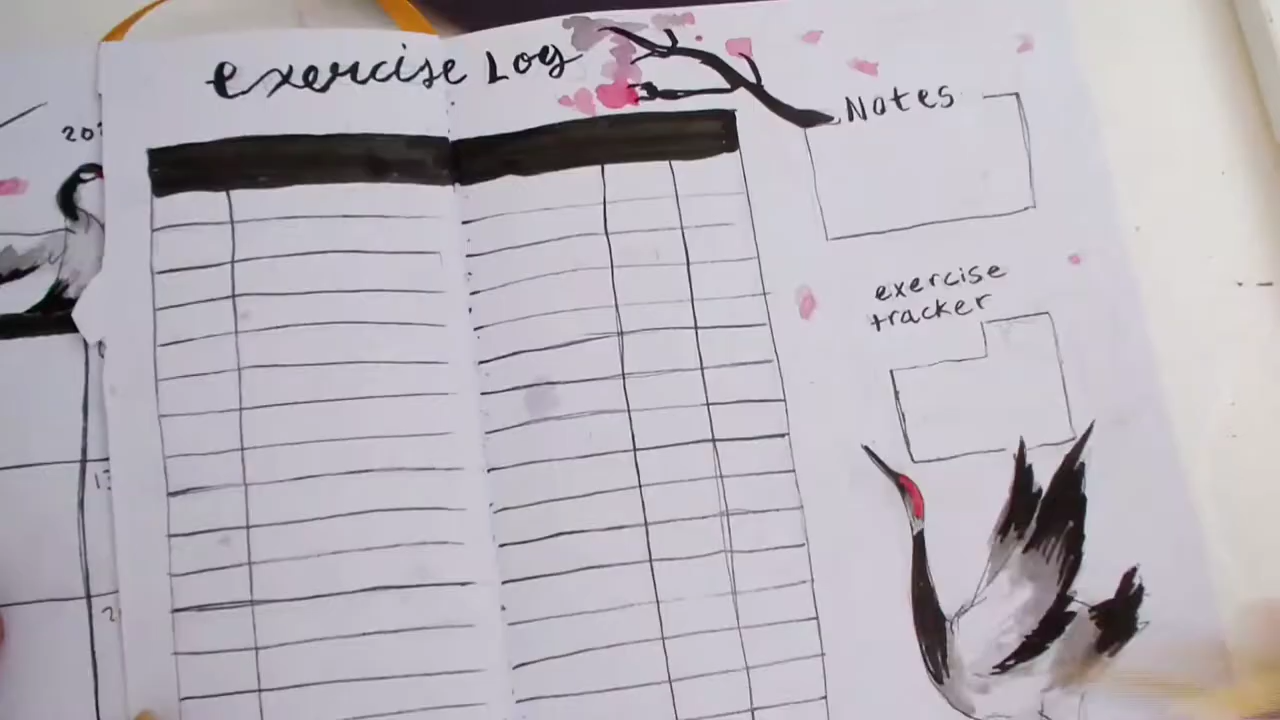 exercise Log
Notes
exercise
tracker